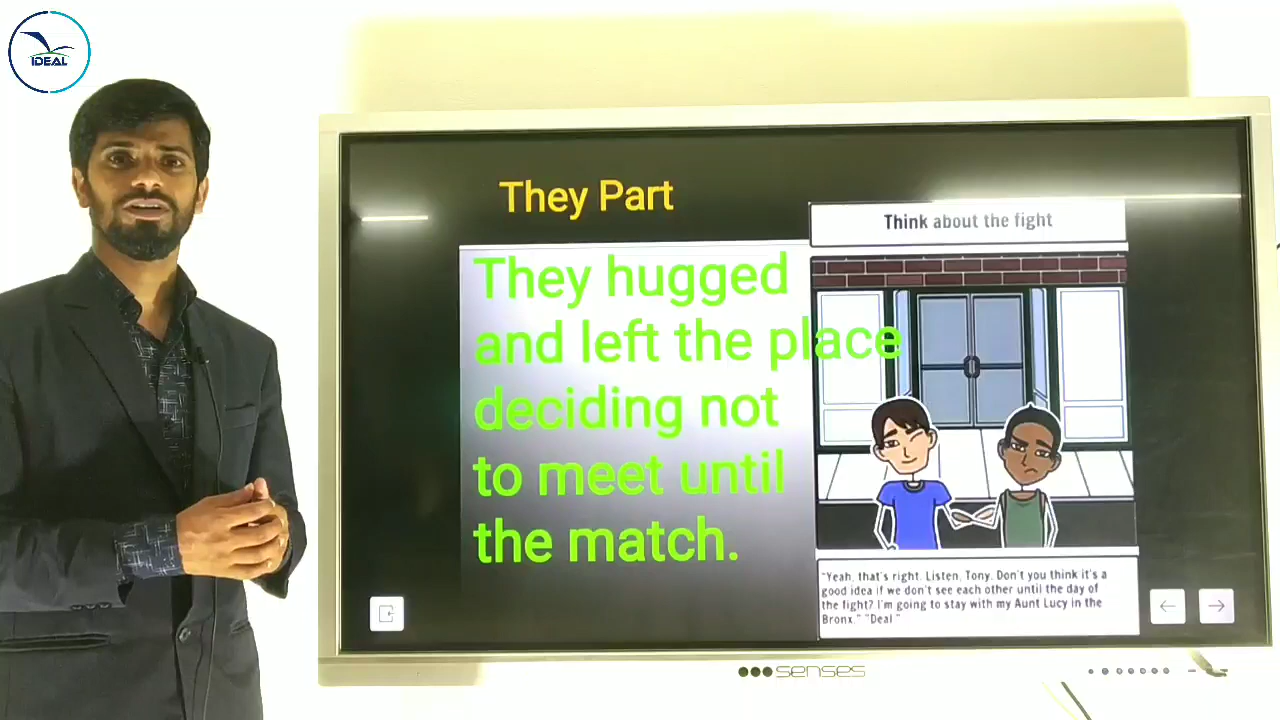 IDEAL
They Part
They hugged
and left the place
deciding not
to meet until
the match.
Think about the fight
"Yeah, that's right. Listen, Tony. Don't you think it's a
good idea if we don't see each other until the day of
the fight? I'm going to stay with my Aunt Lucy in the
Bronx." "Deal."
senses